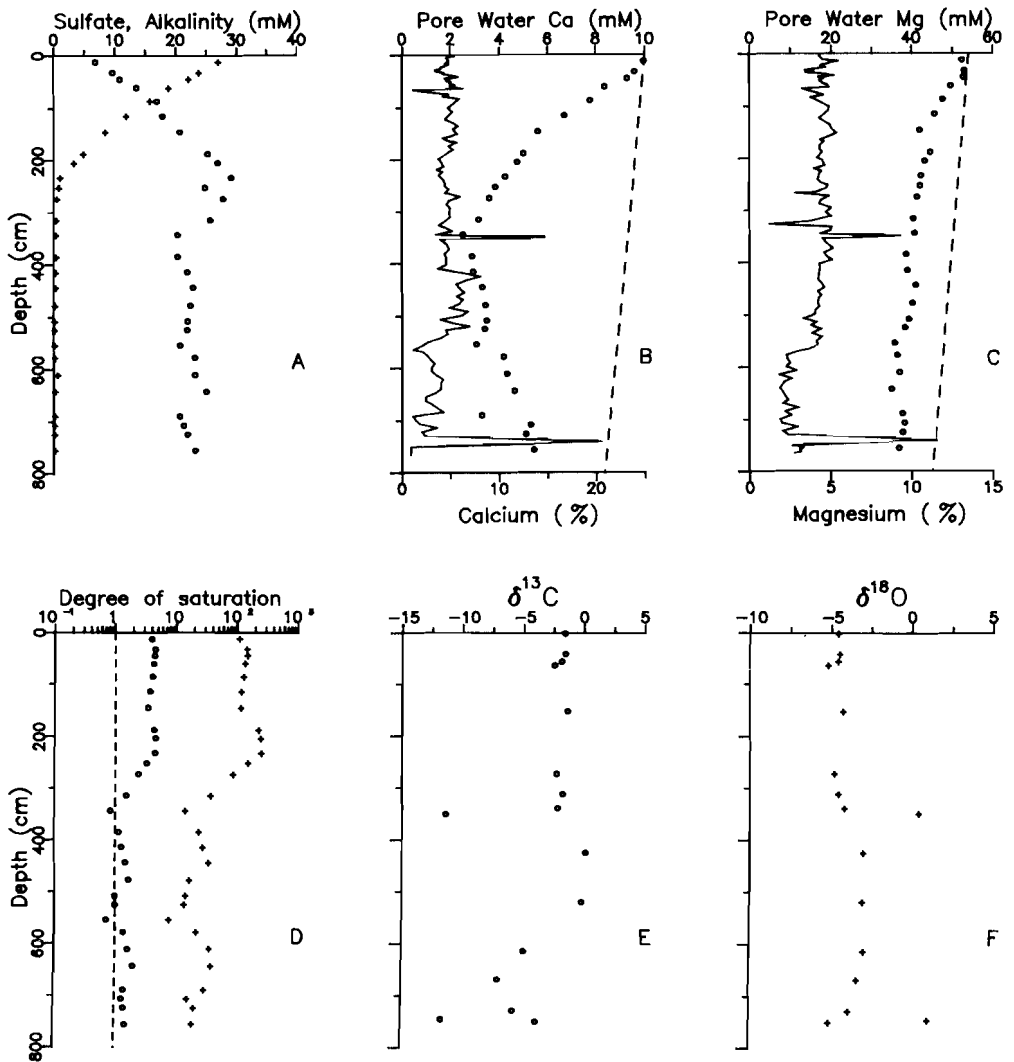 Sulfate, Alkalinity (mM)
0 10 20 30 40
Pore Water Ca (mM)
0 2 4 6 8 10
Pore Water Mg (mM)
0 20 40 60
0
200
400
600
800
Depth (cm)
A
B
C
0 10 20
Calcium (%)
0 5 10 15
Magnesium (%)
Degree of saturation
10⁻¹ 1 10 10² 10³
δ¹³C
−15 −10 −5 0 5
δ¹⁸O
−10 −5 0 5
0
200
400
600
800
Depth (cm)
D
E
F